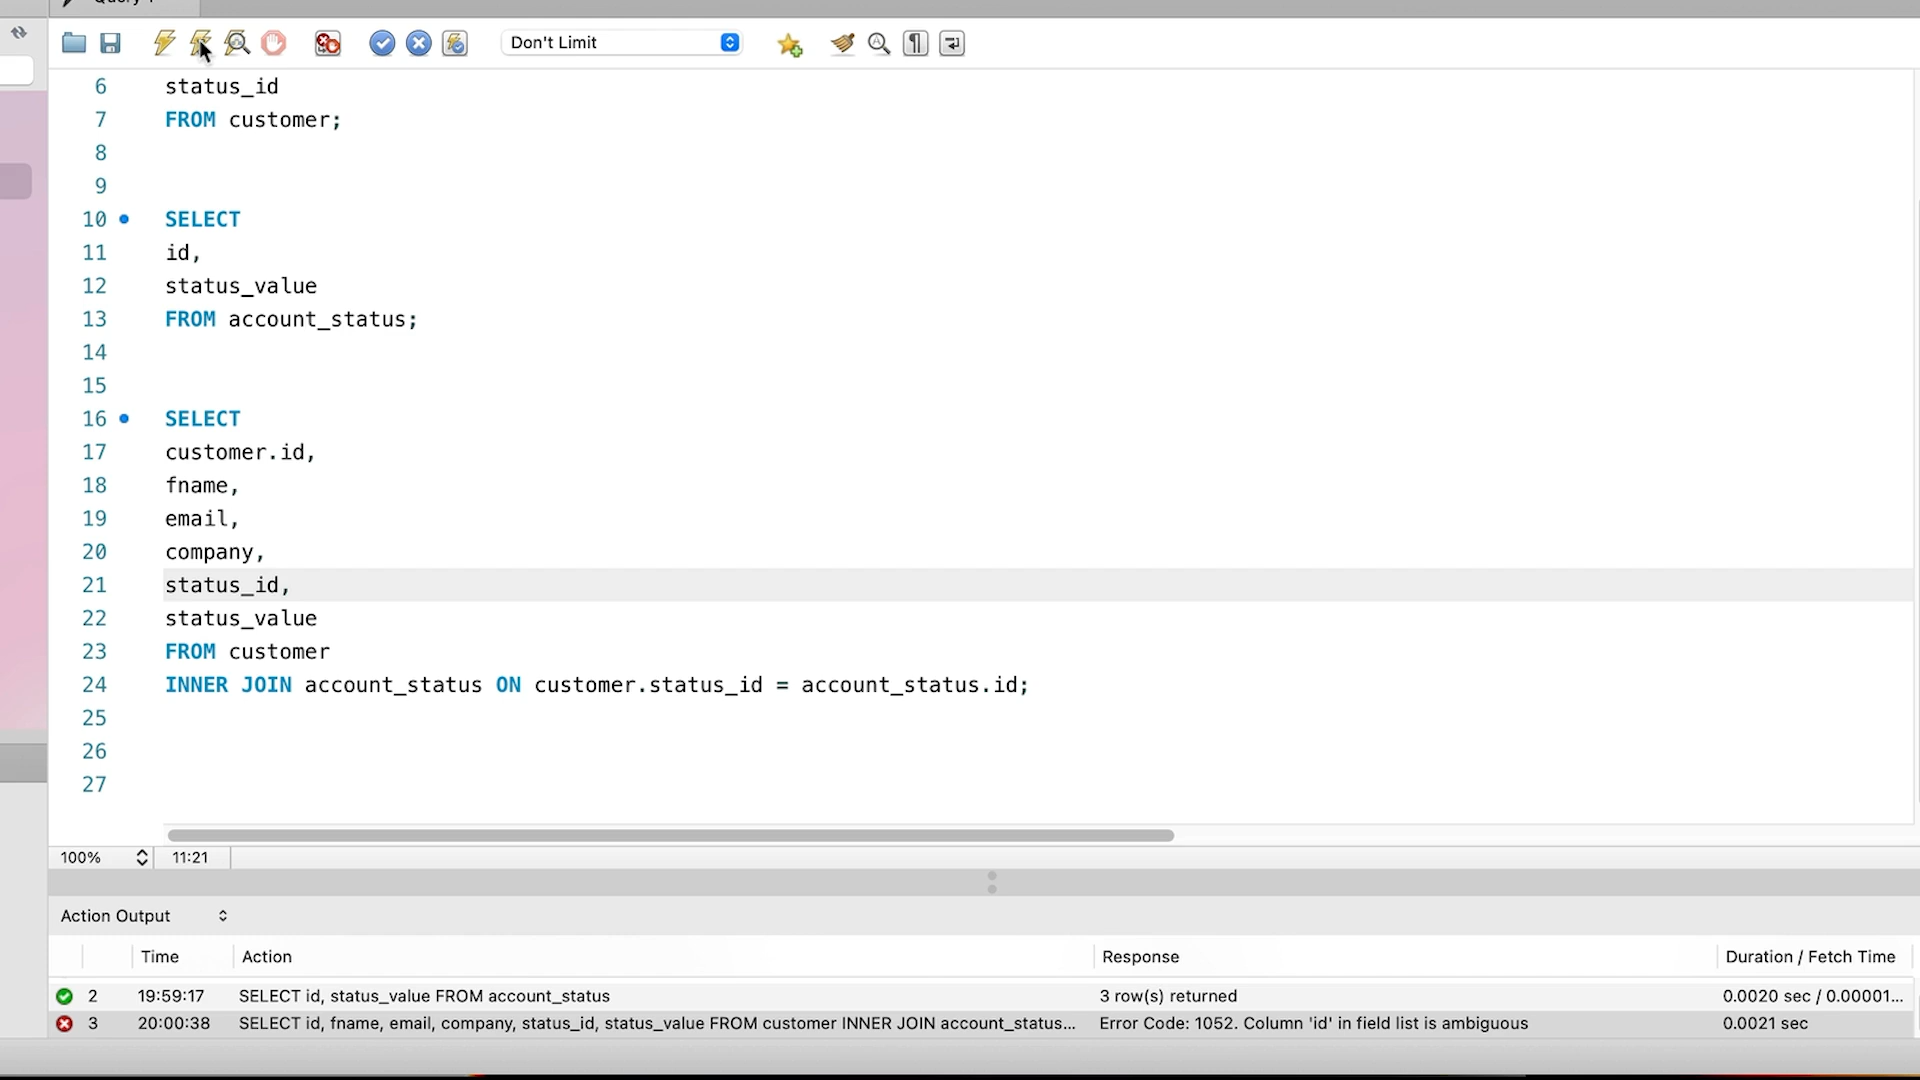 Don't Limit
6 status_id
7 FROM customer;
8
9
10 SELECT
11 id,
12 status_value
13 FROM account_status;
14
15
16 SELECT
17 customer.id,
18 fname,
19 email,
20 company,
21 status_id,
22 status_value
23 FROM customer
24 INNER JOIN account_status ON customer.status_id = account_status.id;
25
26
27
100% 11:21
Action Output
Time Action Response Duration / Fetch Time
2 19:59:17 SELECT id, status_value FROM account_status 3 row(s) returned 0.0020 sec / 0.00001...
3 20:00:38 SELECT id, fname, email, company, status_id, status_value FROM customer INNER JOIN account_status... Error Code: 1052. Column 'id' in field list is ambiguous 0.0021 sec